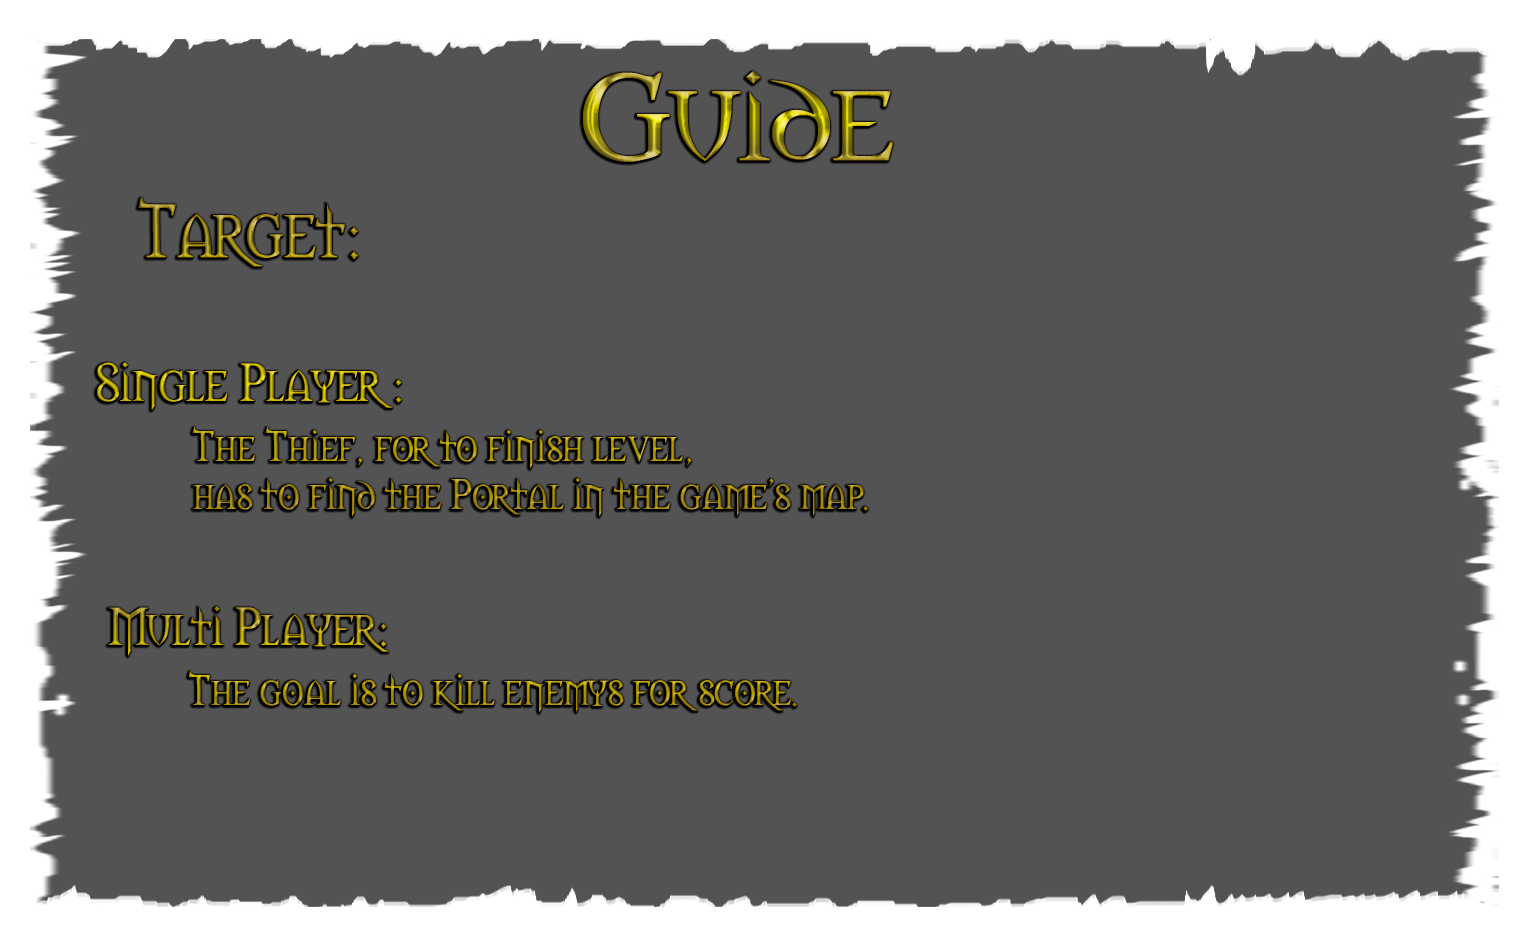 Guide
Target:
Single Player :
The Thief, for to finish level,
has to find the Portal in the game's map.
Multi Player:
The goal is to kill enemys for score.